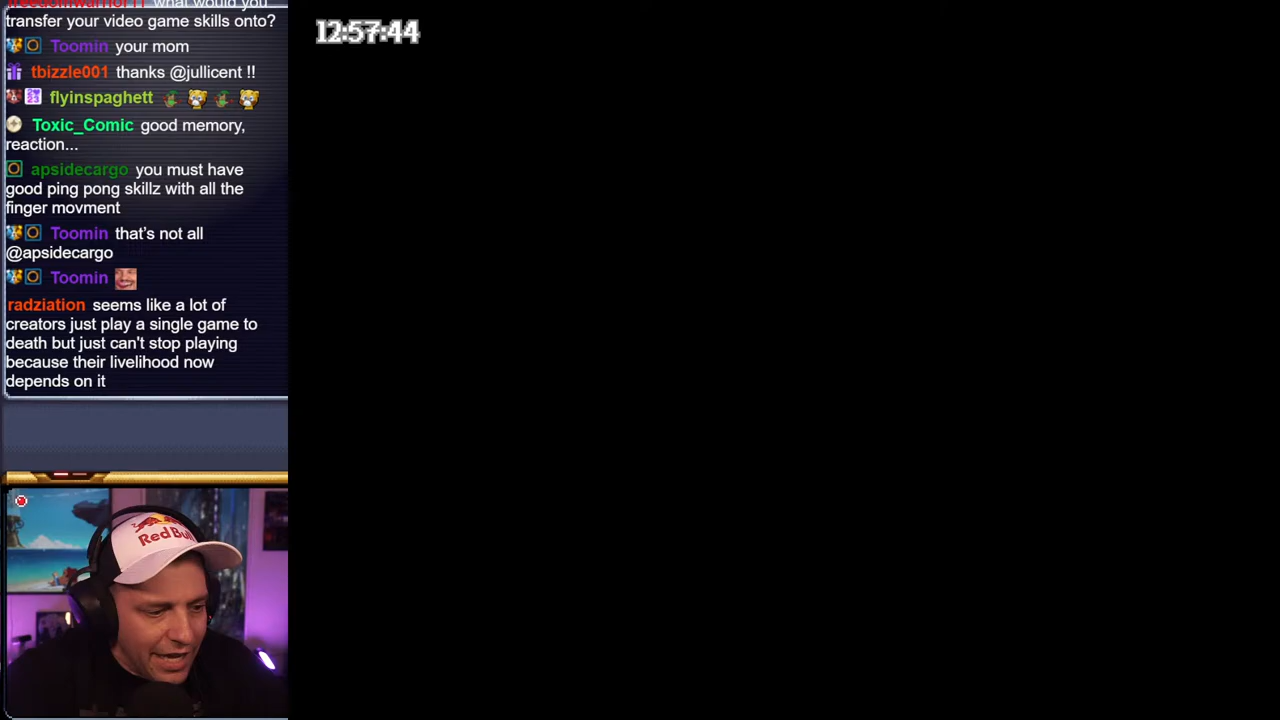 what would you
transfer your video game skills onto?
Toomin your mom
tbizzle001 thanks @jullicent !!
flyinspaghett
Toxic_Comic good memory,
reaction...
apsidecargo you must have
good ping pong skillz with all the
finger movment
Toomin that's not all
@apsidecargo
Toomin
radziation seems like a lot of
creators just play a single game to
death but just can't stop playing
because their livelihood now
depends on it
12:57:44
Red Bull